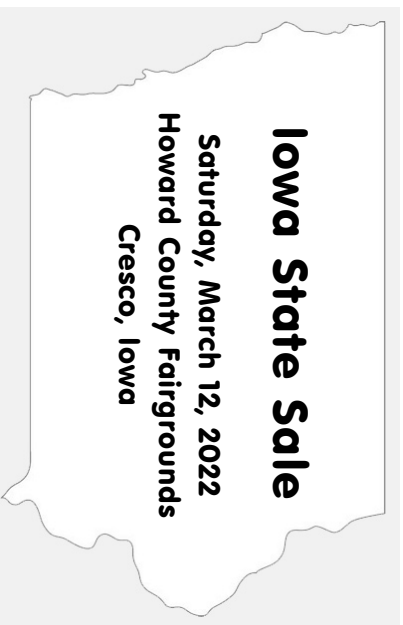 Iowa State Sale
Saturday, March 12, 2022
Howard County Fairgrounds
Cresco, Iowa